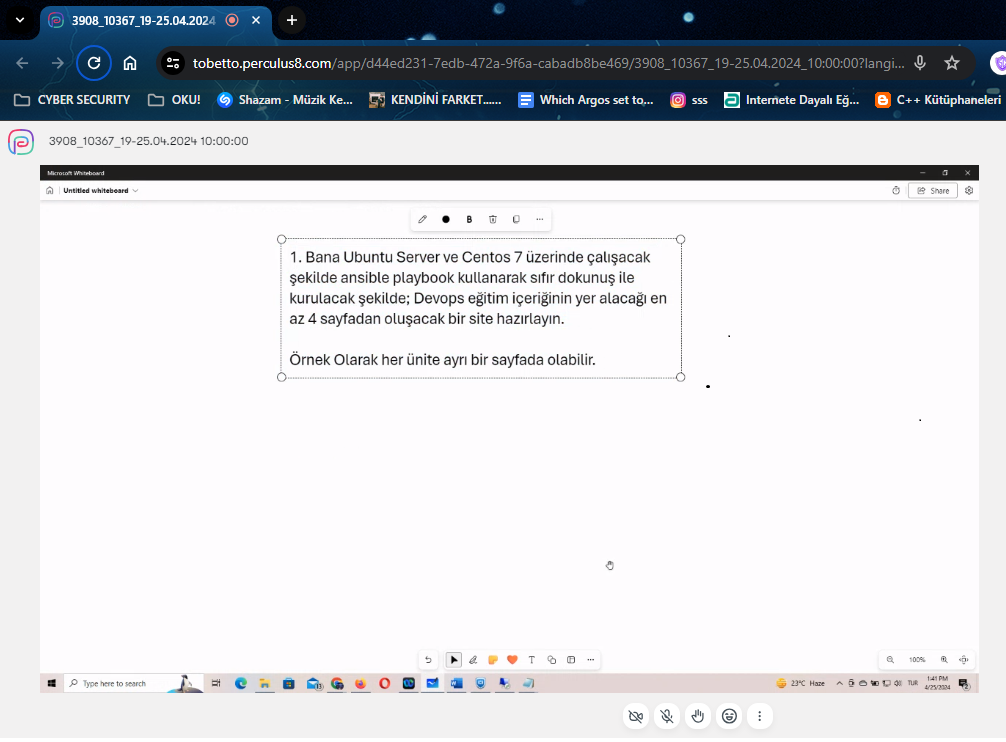 3908_10367_19-25.04.2024
tobetto.perculus8.com/app/d44ed231-7edb-472a-9f6a-cabadb8be469/3908_10367_19-25.04.2024_10:00:00?langi...
CYBER SECURITY
OKU!
Shazam - Müzik Ke...
KENDİNİ FARKET......
Which Argos set to...
sss
Internete Dayalı Eğ...
C++ Kütüphaneleri
3908_10367_19-25.04.2024 10:00:00
Microsoft Whiteboard
Untitled whiteboard
Share
B
1. Bana Ubuntu Server ve Centos 7 üzerinde çalışacak
şekilde ansible playbook kullanarak sıfır dokunuş ile
kurulacak şekilde; Devops eğitim içeriğinin yer alacağı en
az 4 sayfadan oluşacak bir site hazırlayın.
Örnek Olarak her ünite ayrı bir sayfada olabilir.
100%
Type here to search
23°C Haze
TUR
1:41 PM
4/25/2024